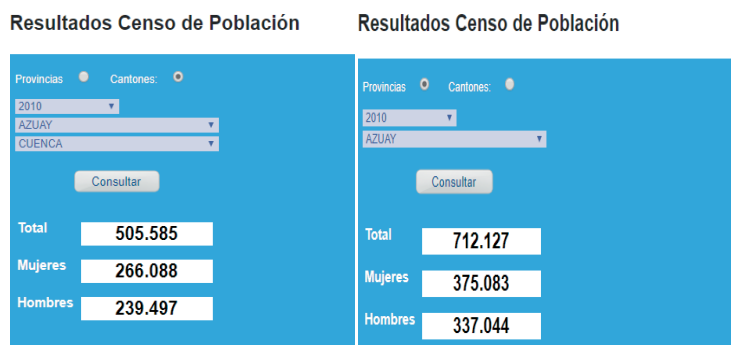 Resultados Censo de Población
Provincias Cantones:
2010
AZUAY
CUENCA
Consultar
Total 505.585
Mujeres 266.088
Hombres 239.497
Resultados Censo de Población
Provincias Cantones:
2010
AZUAY
Consultar
Total 712.127
Mujeres 375.083
Hombres 337.044